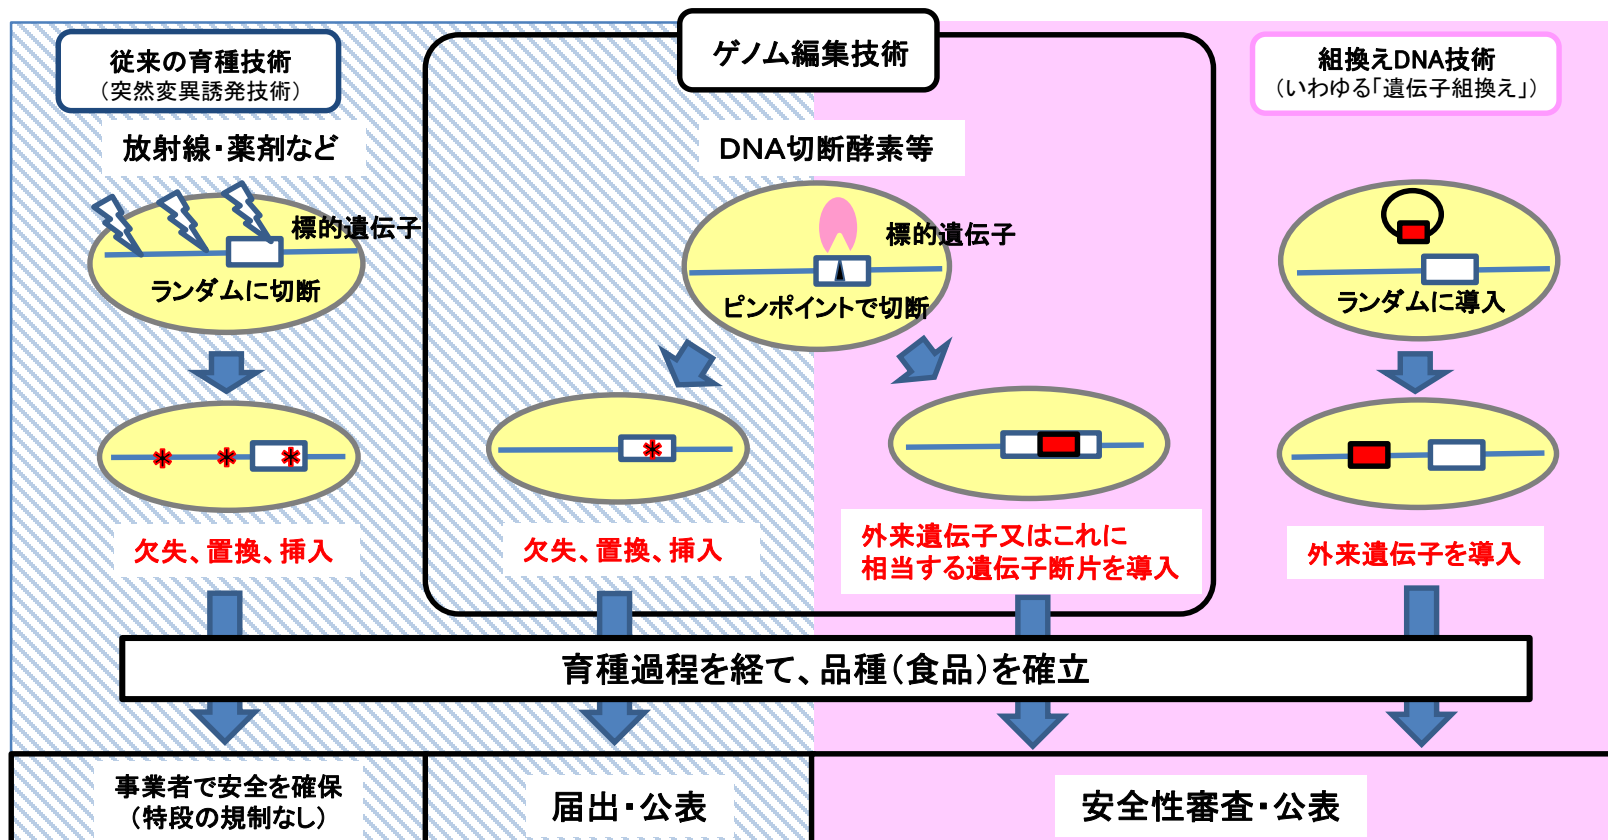 従来の育種技術
（突然変異誘発技術）
ゲノム編集技術
組換えDNA技術
（いわゆる「遺伝子組換え」）
放射線・薬剤など
DNA切断酵素等
標的遺伝子
ランダムに切断
標的遺伝子
ピンポイントで切断
ランダムに導入
欠失、置換、挿入
欠失、置換、挿入
外来遺伝子又はこれに
相当する遺伝子断片を導入
外来遺伝子を導入
育種過程を経て、品種（食品）を確立
事業者で安全を確保
（特段の規制なし）
届出・公表
安全性審査・公表